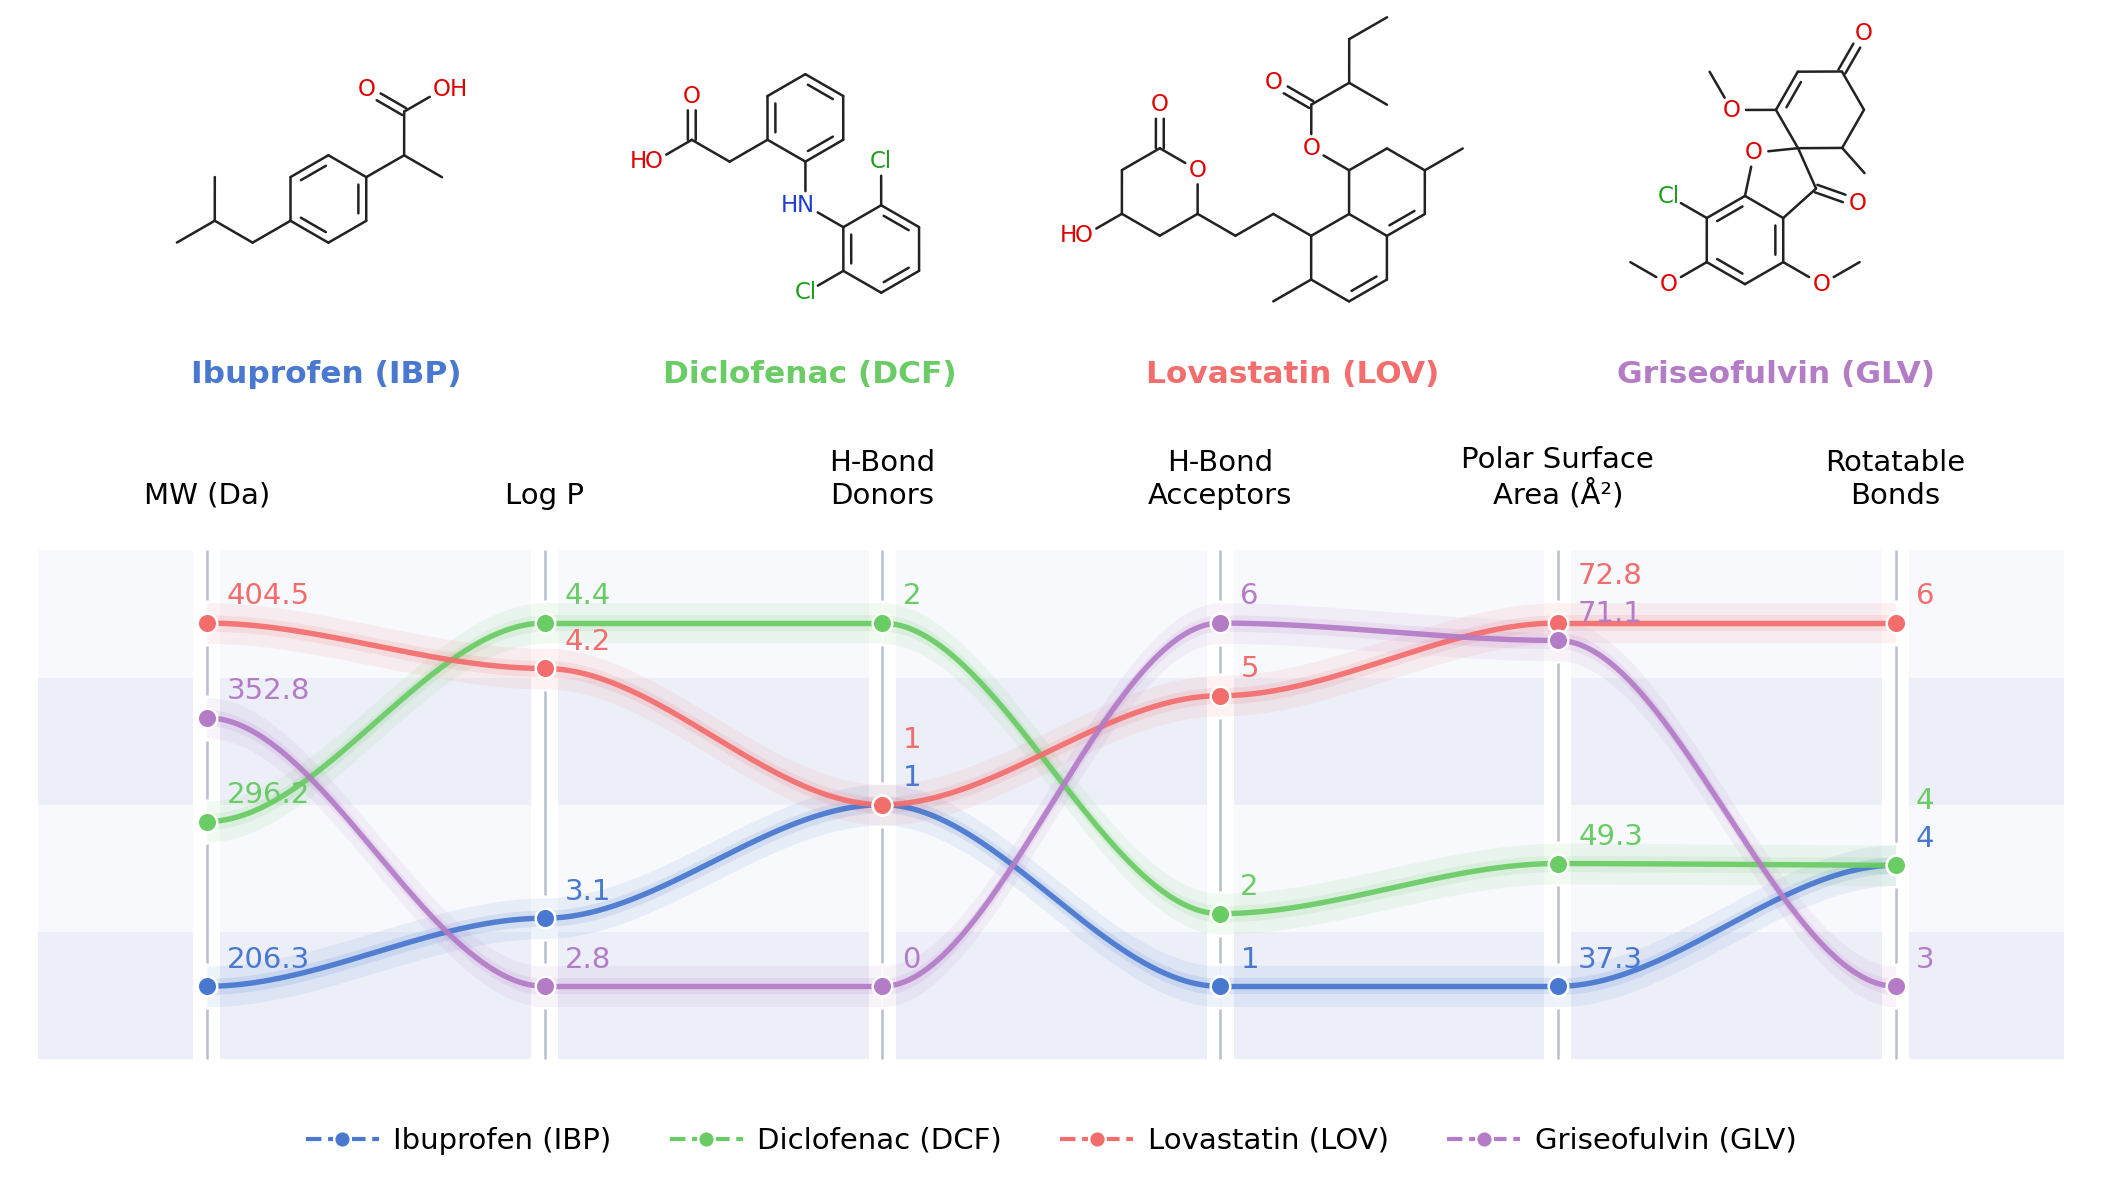 O
OH
O
HO
HN
Cl
Cl
O
O
HO
O
O
O
O
O
O
Cl
O
O
Ibuprofen (IBP)
Diclofenac (DCF)
Lovastatin (LOV)
Griseofulvin (GLV)
MW (Da)
Log P
H-Bond
Donors
H-Bond
Acceptors
Polar Surface
Area (Å²)
Rotatable
Bonds
404.5
352.8
296.2
206.3
4.4
4.2
3.1
2.8
2
1
1
0
6
5
2
1
72.8
71.1
49.3
37.3
6
4
4
3
Ibuprofen (IBP)
Diclofenac (DCF)
Lovastatin (LOV)
Griseofulvin (GLV)